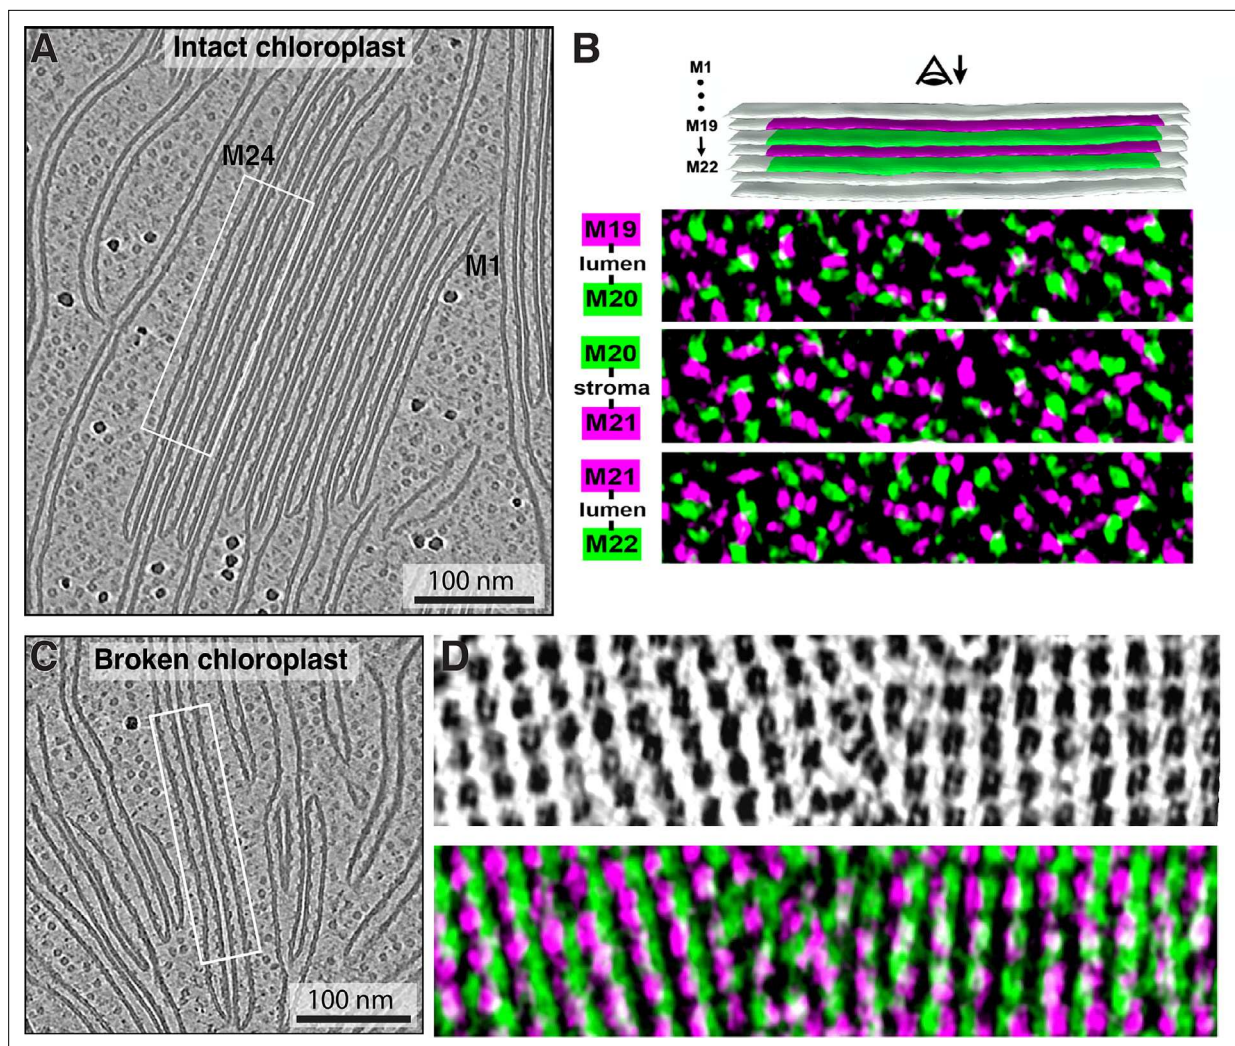 A
Intact chloroplast
M24
M1
100 nm
B
M1
M19
M22
M19
lumen
M20
M20
stroma
M21
M21
lumen
M22
C
Broken chloroplast
100 nm
D